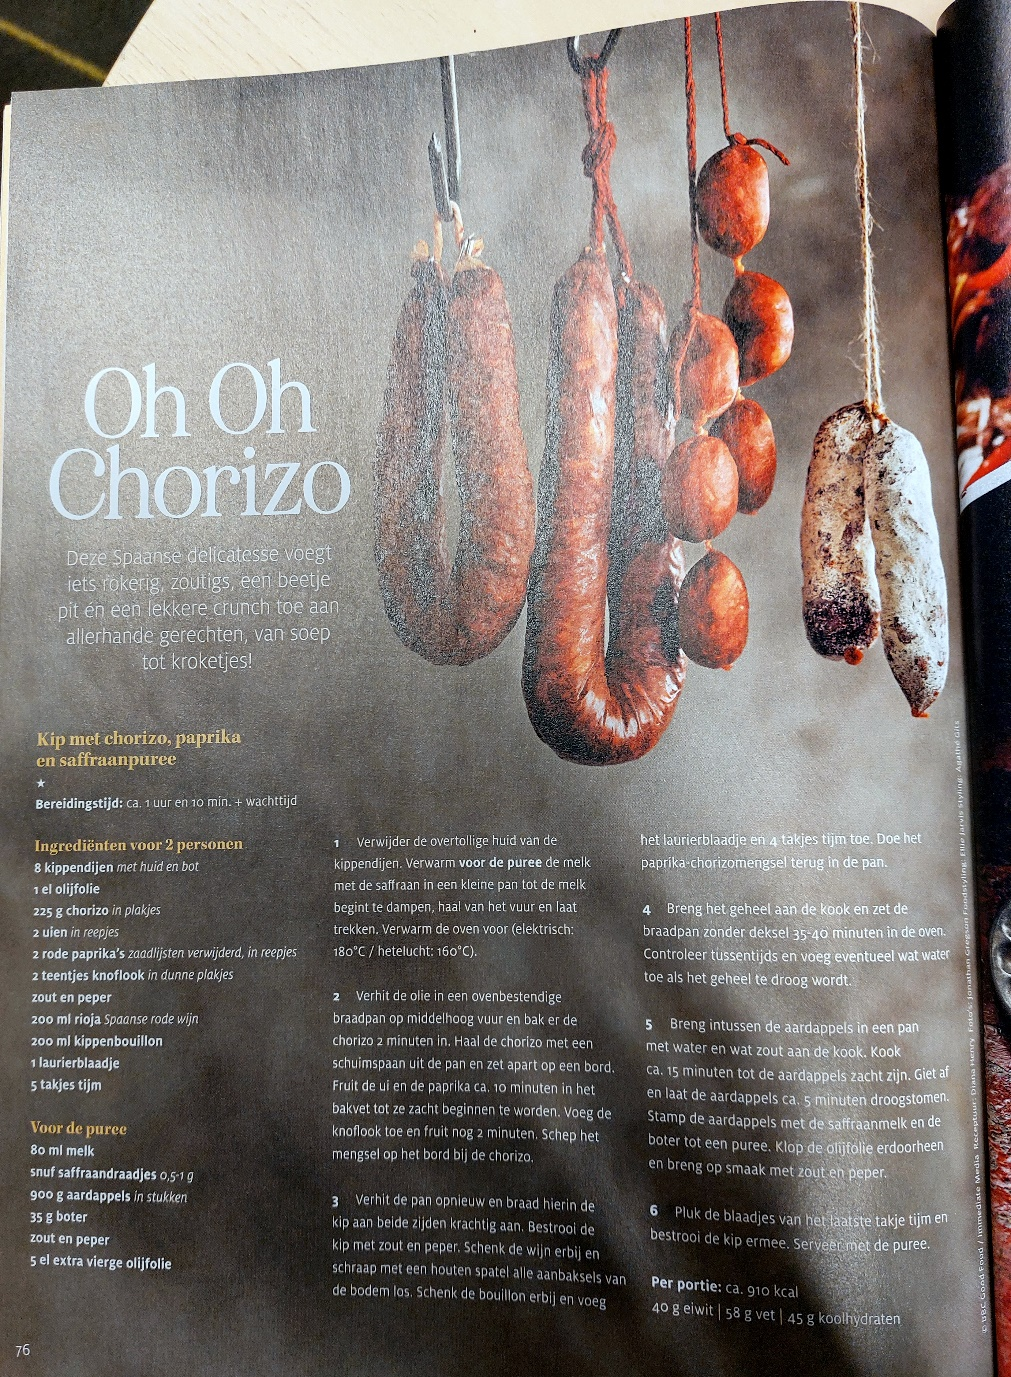 Oh Oh
Chorizo
Deze Spaanse delicatesse voegt
iets rokerig, zoutigs, een beetje
pit én een lekkere crunch toe aan
allerhande gerechten, van soep
tot kroketjes!
Kip met chorizo, paprika
en saffraanpuree
★
Bereidingstijd: ca. 1 uur en 10 min. + wachttijd
Ingrediënten voor 2 personen
8 kippendijen met huid en bot
1 el olijfolie
225 g chorizo in plakjes
2 uien in reepjes
2 rode paprika's zaadlijsten verwijderd, in reepjes
2 teentjes knoflook in dunne plakjes
zout en peper
200 ml rioja Spaanse rode wijn
200 ml kippenbouillon
1 laurierblaadje
5 takjes tijm
Voor de puree
80 ml melk
snuf saffraandraadjes 0,5-1 g
900 g aardappels in stukken
35 g boter
zout en peper
5 el extra vierge olijfolie
1 Verwijder de overtollige huid van de
kippendijen. Verwarm voor de puree de melk
met de saffraan in een kleine pan tot de melk
begint te dampen, haal van het vuur en laat
trekken. Verwarm de oven voor (elektrisch:
180°C / hetelucht: 160°C).
2 Verhit de olie in een ovenbestendige
braadpan op middelhoog vuur en bak er de
chorizo 2 minuten in. Haal de chorizo met een
schuimspaan uit de pan en zet apart op een bord.
Fruit de ui en de paprika ca. 10 minuten in het
bakvet tot ze zacht beginnen te worden. Voeg de
knoflook toe en fruit nog 2 minuten. Schep het
mengsel op het bord bij de chorizo.
3 Verhit de pan opnieuw en braad hierin de
kip aan beide zijden krachtig aan. Bestrooi de
kip met zout en peper. Schenk de wijn erbij en
schraap met een houten spatel alle aanbaksels van
de bodem los. Schenk de bouillon erbij en voeg
het laurierblaadje en 4 takjes tijm toe. Doe het
paprika-chorizomengsel terug in de pan.
4 Breng het geheel aan de kook en zet de
braadpan zonder deksel 35-40 minuten in de oven.
Controleer tussentijds en voeg eventueel wat water
toe als het geheel te droog wordt.
5 Breng intussen de aardappels in een pan
met water en wat zout aan de kook. Kook
ca. 15 minuten tot de aardappels zacht zijn. Giet af
en laat de aardappels ca. 5 minuten droogstomen.
Stamp de aardappels met de saffraanmelk en de
boter tot een puree. Klop de olijfolie erdoorheen
en breng op smaak met zout en peper.
6 Pluk de blaadjes van het laatste takje tijm en
bestrooi de kip ermee. Serveer met de puree.
Per portie: ca. 910 kcal
40 g eiwit | 58 g vet | 45 g koolhydraten
© BBC Good Food / Immediate Media Receptuur: Diana Henry Foto's: Jonathan Gregson Foodstyling: Ellie Jarvis Styling: Agathe Gits
76